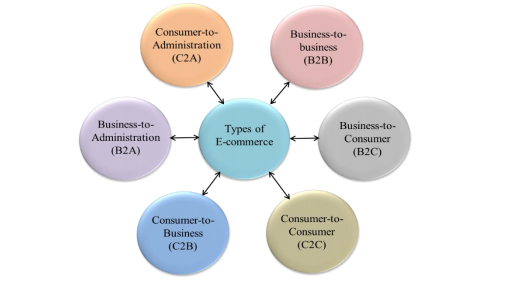 Consumer-to-
Administration
(C2A)
Business-to-
business
(B2B)
Business-to-
Administration
(B2A)
Types of
E-commerce
Business-to-
Consumer
(B2C)
Consumer-to-
Business
(C2B)
Consumer-to-
Consumer
(C2C)